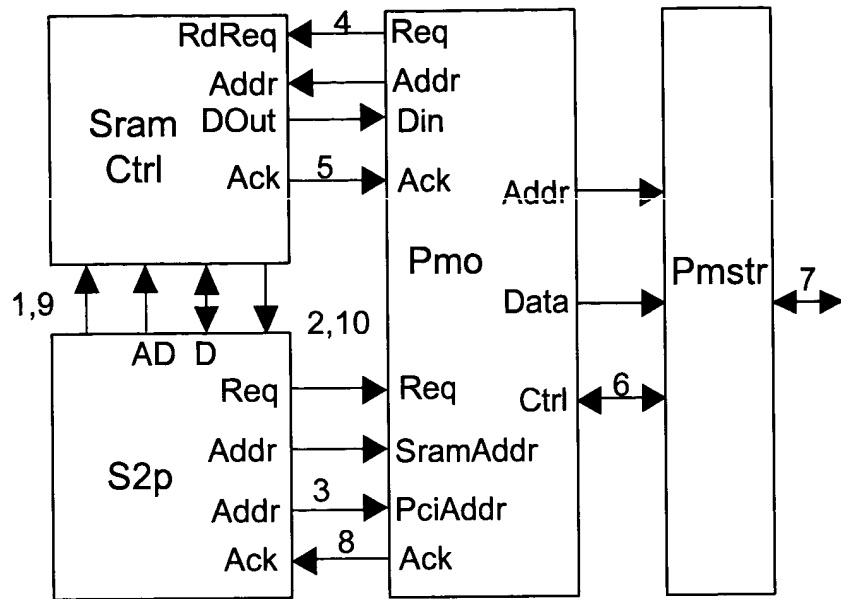 RdReq 4 Req
Addr Addr
Sram DOut Din
Ctrl Ack 5 Ack
Addr
Pmo Pmstr 7
Data
1,9 2,10
AD D
Req Req Ctrl 6
Addr SramAddr
S2p
Addr 3 PciAddr
Ack 8 Ack